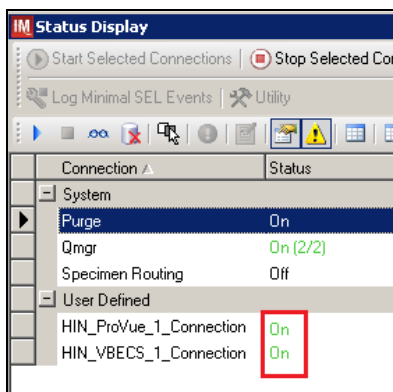 IM Status Display
Start Selected Connections Stop Selected Co
Log Minimal SEL Events Utility
Connection Status
System
Purge On
Qmgr On (2/2)
Specimen Routing Off
User Defined
HIN_ProVue_1_Connection On
HIN_VBECS_1_Connection On